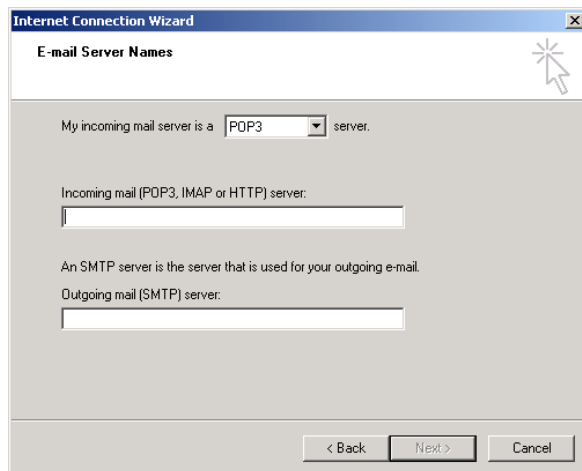 Internet Connection Wizard
E-mail Server Names
My incoming mail server is a POP3 server.
Incoming mail (POP3, IMAP or HTTP) server:
An SMTP server is the server that is used for your outgoing e-mail.
Outgoing mail (SMTP) server:
< Back Next > Cancel